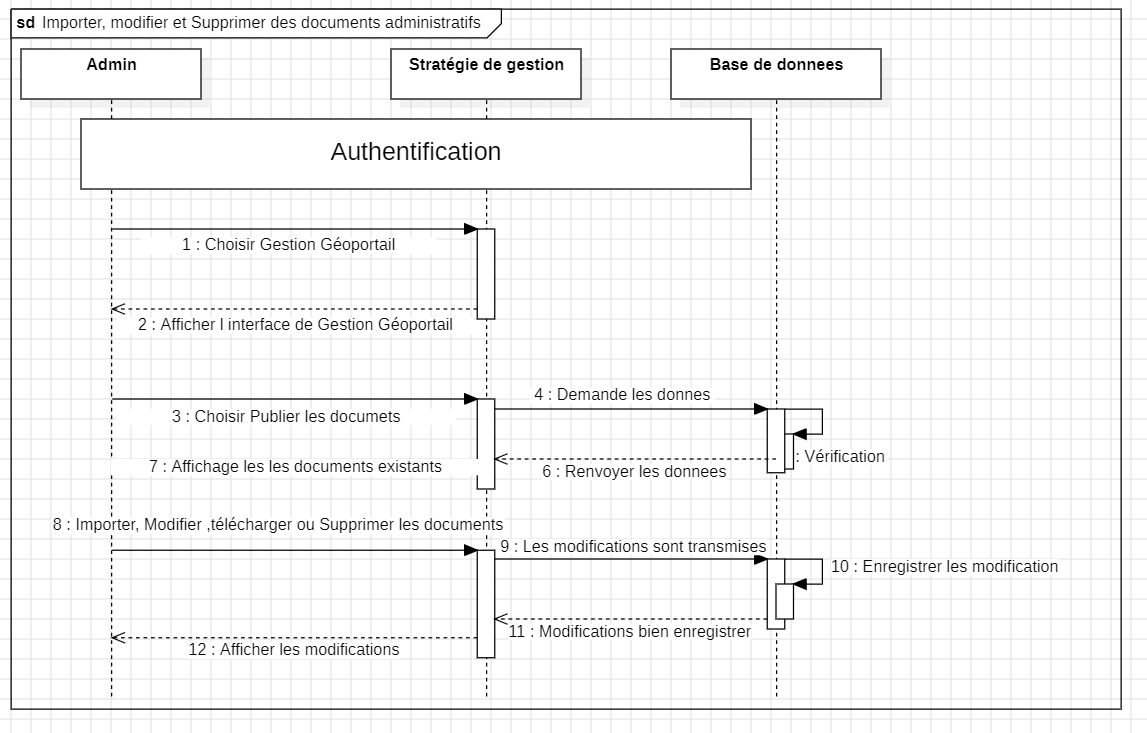 sd Importer, modifier et Supprimer des documents administratifs
Admin
Stratégie de gestion
Base de donnees
Authentification
1 : Choisir Gestion Géoportail
2 : Afficher l interface de Gestion Géoportail
4 : Demande les donnes
3 : Choisir Publier les documets
: Vérification
7 : Affichage les les documents existants
6 : Renvoyer les donnees
8 : Importer, Modifier ,télécharger ou Supprimer les documents
9 : Les modifications sont transmises
10 : Enregistrer les modification
11 : Modifications bien enregistrer
12 : Afficher les modifications